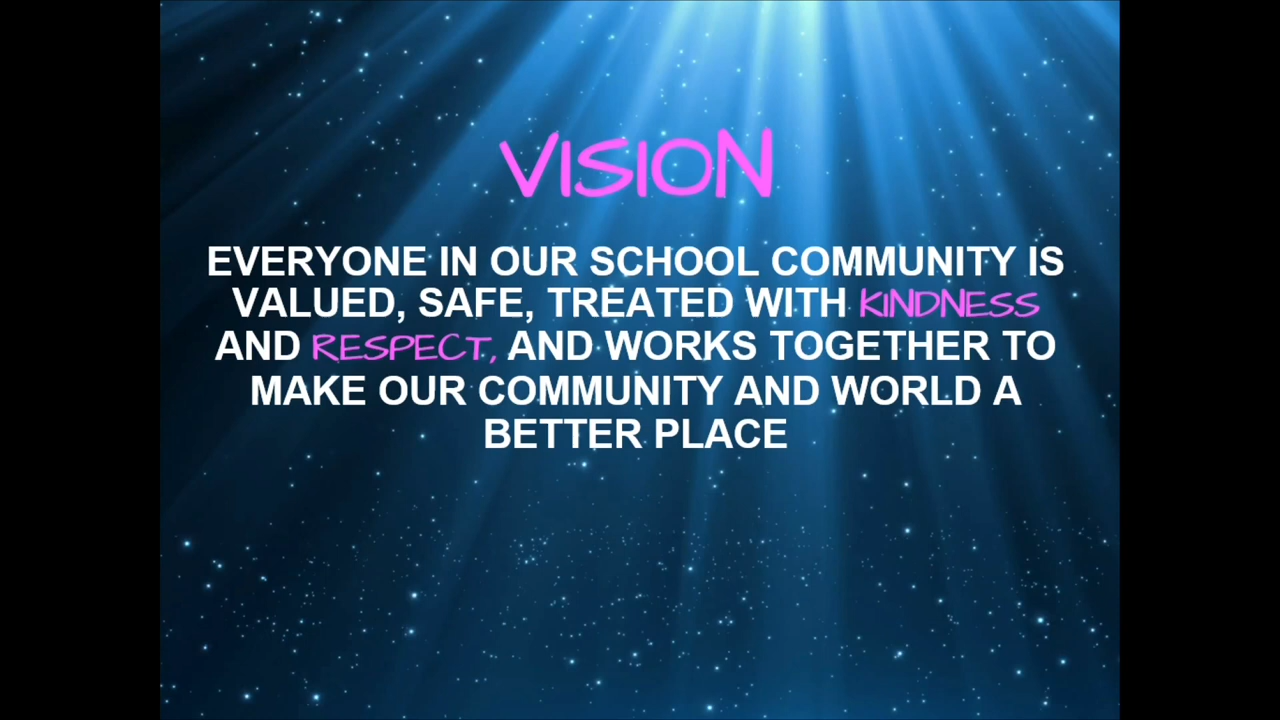 VISION
EVERYONE IN OUR SCHOOL COMMUNITY IS
VALUED, SAFE, TREATED WITH KINDNESS
AND RESPECT, AND WORKS TOGETHER TO
MAKE OUR COMMUNITY AND WORLD A
BETTER PLACE